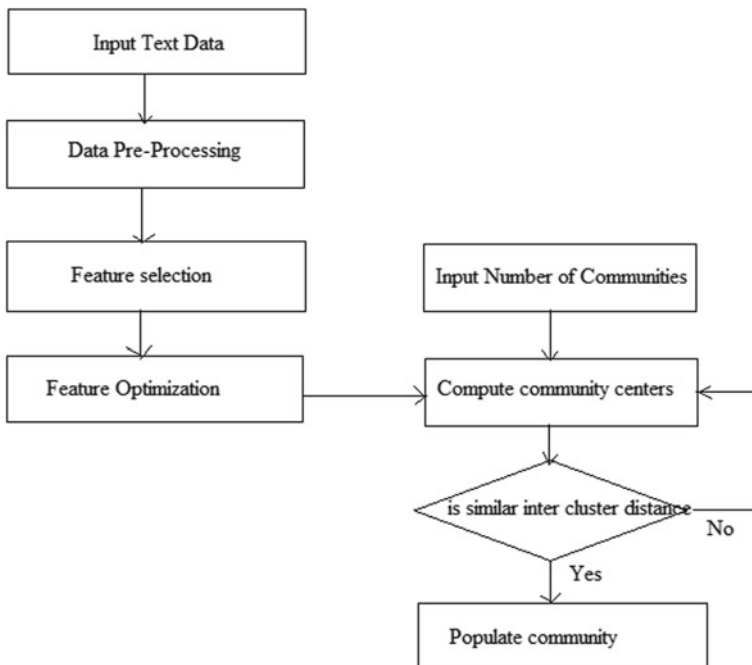 Input Text Data
Data Pre-Processing
Feature selection
Feature Optimization
Input Number of Communities
Compute community centers
is similar inter cluster distance
No
Yes
Populate community